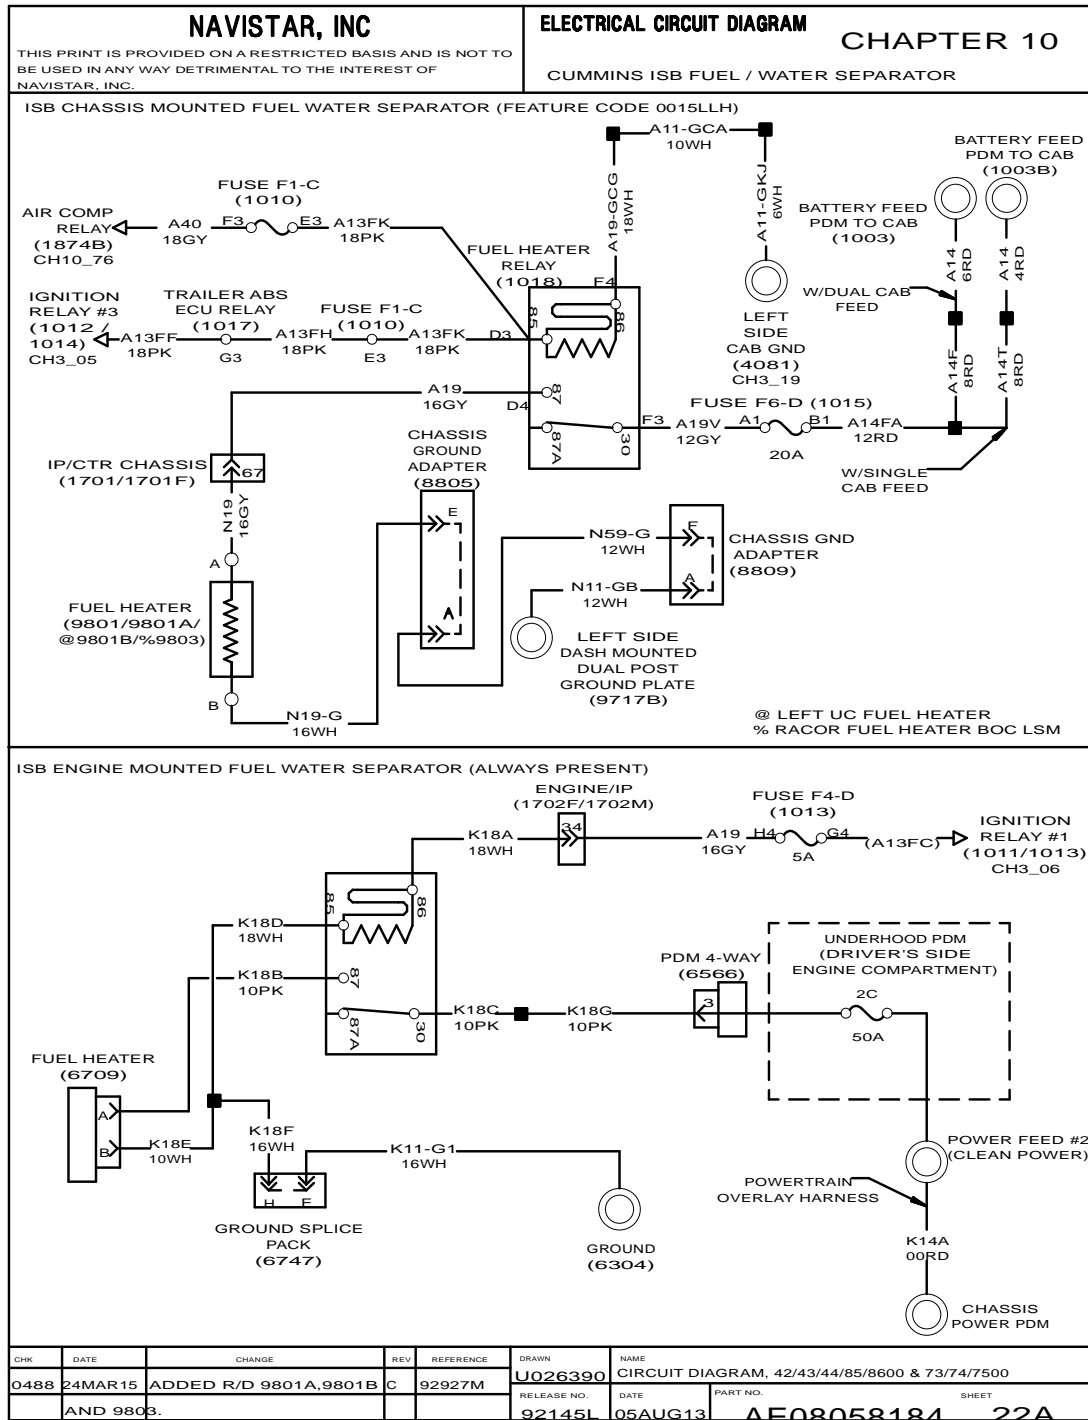 NAVISTAR, INC
THIS PRINT IS PROVIDED ON A RESTRICTED BASIS AND IS NOT TO
BE USED IN ANY WAY DETRIMENTAL TO THE INTEREST OF
NAVISTAR, INC.
ELECTRICAL CIRCUIT DIAGRAM
CHAPTER 10
CUMMINS ISB FUEL / WATER SEPARATOR
ISB CHASSIS MOUNTED FUEL WATER SEPARATOR (FEATURE CODE 0015LLH)
A11-GCA
10WH
A19-GCG
18WH
A11-GKJ
6WH
BATTERY FEED
PDM TO CAB
(1003B)
BATTERY FEED
PDM TO CAB
(1003)
FUSE F1-C
(1010)
AIR COMP
RELAY
(1874B)
CH10_76
A40
18GY
F3
E3
A13FK
18PK
FUEL HEATER
RELAY
(1018)
F4
85
86
A14
6RD
A14
4RD
W/DUAL CAB
FEED
IGNITION
RELAY #3
(1012 /
1014)
CH3_05
A13FF
18PK
TRAILER ABS
ECU RELAY
(1017)
G3
A13FH
18PK
FUSE F1-C
(1010)
E3
A13FK
18PK
D3
LEFT
SIDE
CAB GND
(4081)
CH3_19
A14F
8RD
A14T
8RD
A19
16GY
D4
87
87A
30
F3
A19V
12GY
FUSE F6-D (1015)
A1
B1
20A
A14FA
12RD
W/SINGLE
CAB FEED
IP/CTR CHASSIS
(1701/1701F)
67
N19
16GY
A
FUEL HEATER
(9801/9801A/
@9801B/%9803)
B
N19-G
16WH
CHASSIS
GROUND
ADAPTER
(8805)
E
A
N59-G
12WH
N11-GB
12WH
F
A
CHASSIS GND
ADAPTER
(8809)
LEFT SIDE
DASH MOUNTED
DUAL POST
GROUND PLATE
(9717B)
@ LEFT UC FUEL HEATER
% RACOR FUEL HEATER BOC LSM
ISB ENGINE MOUNTED FUEL WATER SEPARATOR (ALWAYS PRESENT)
ENGINE/IP
(1702F/1702M)
34
K18A
18WH
A19
16GY
FUSE F4-D
(1013)
H4
G4
5A
(A13FC)
IGNITION
RELAY #1
(1011/1013)
CH3_06
85
86
K18D
18WH
K18B
10PK
87
87A
30
K18C
10PK
K18G
10PK
PDM 4-WAY
(6566)
3
UNDERHOOD PDM
(DRIVER'S SIDE
ENGINE COMPARTMENT)
2C
50A
FUEL HEATER
(6709)
A
B
K18E
10WH
K18F
16WH
K11-G1
16WH
H
F
GROUND SPLICE
PACK
(6747)
GROUND
(6304)
POWER FEED #2
(CLEAN POWER)
POWERTRAIN
OVERLAY HARNESS
K14A
00RD
CHASSIS
POWER PDM
CHK
DATE
CHANGE
REV
REFERENCE
0488
24MAR15
ADDED R/D 9801A,9801B
C
92927M
AND 9803.
DRAWN
U026390
NAME
CIRCUIT DIAGRAM, 42/43/44/85/8600 & 73/74/7500
RELEASE NO.
92145L
DATE
05AUG13
PART NO.
AE08058184
SHEET
22A